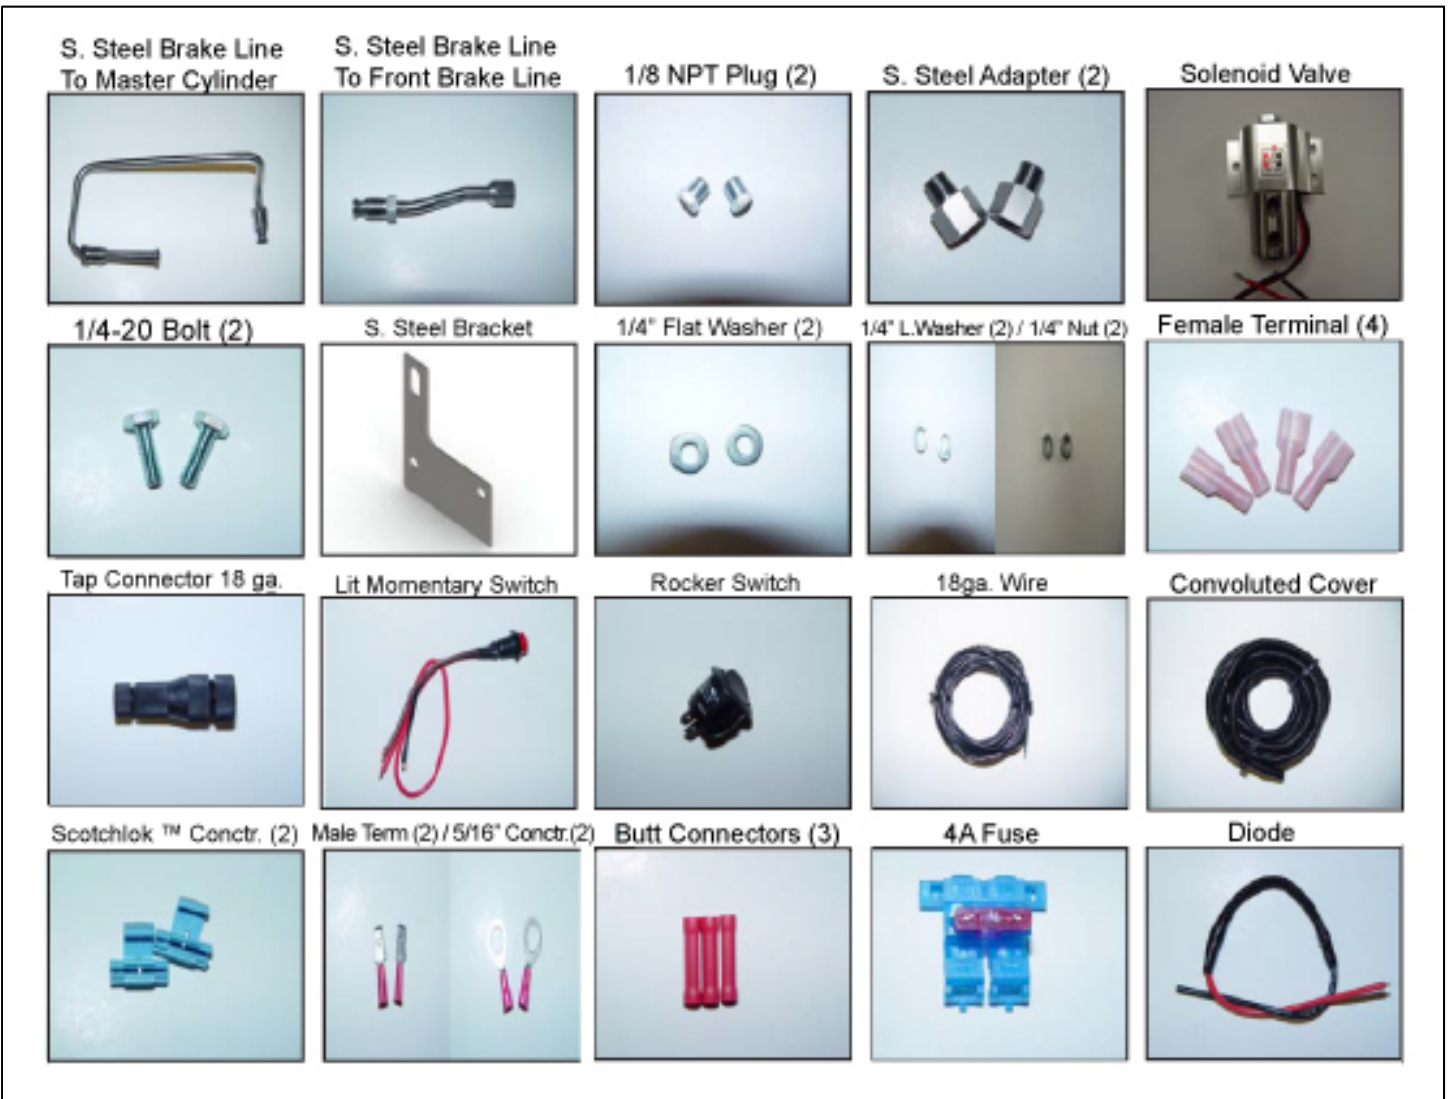 S. Steel Brake Line
To Master Cylinder
S. Steel Brake Line
To Front Brake Line
1/8 NPT Plug (2)
S. Steel Adapter (2)
Solenoid Valve
1/4-20 Bolt (2)
S. Steel Bracket
1/4" Flat Washer (2)
1/4" L.Washer (2) / 1/4" Nut (2)
Female Terminal (4)
Tap Connector 18 ga.
Lit Momentary Switch
Rocker Switch
18ga. Wire
Convoluted Cover
Scotchlok ™ Conctr. (2)
Male Term (2) / 5/16" Conctr.(2)
Butt Connectors (3)
4A Fuse
Diode